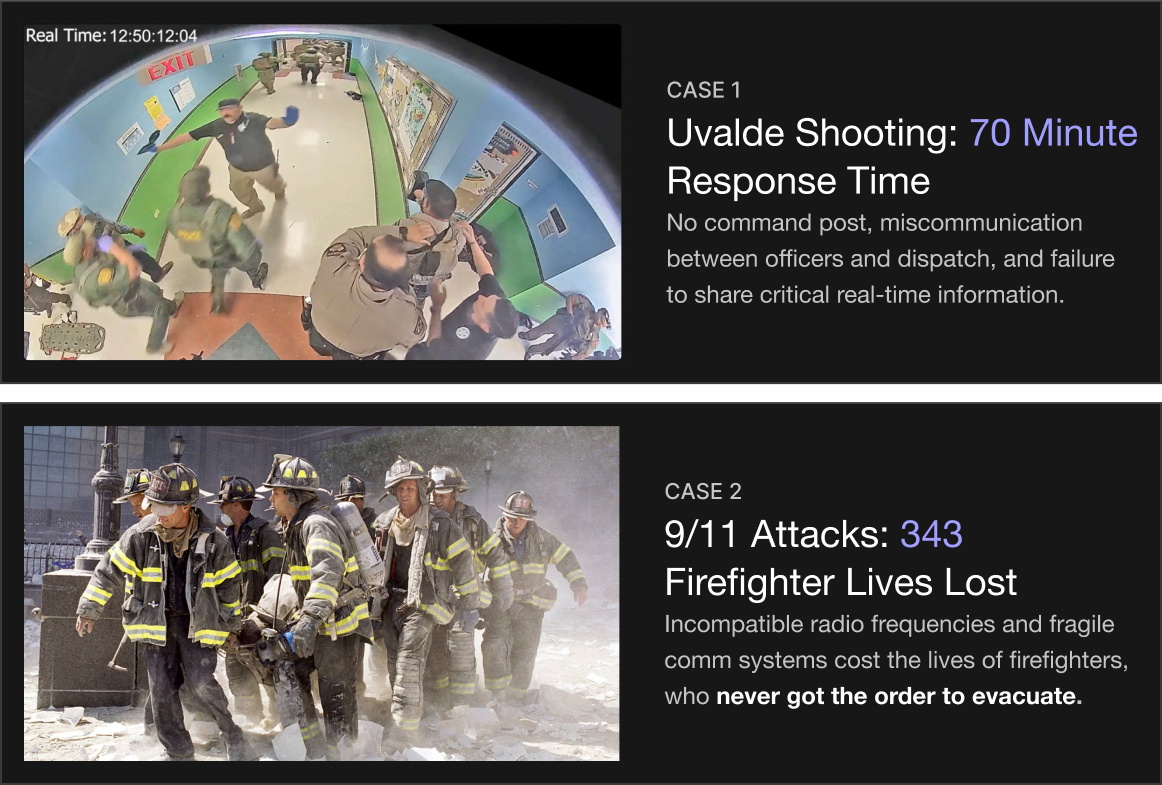 Real Time: 12:50:12:04
EXIT
CASE 1
Uvalde Shooting: 70 Minute
Response Time
No command post, miscommunication
between officers and dispatch, and failure
to share critical real-time information.
CASE 2
9/11 Attacks: 343
Firefighter Lives Lost
Incompatible radio frequencies and fragile
comm systems cost the lives of firefighters,
who never got the order to evacuate.